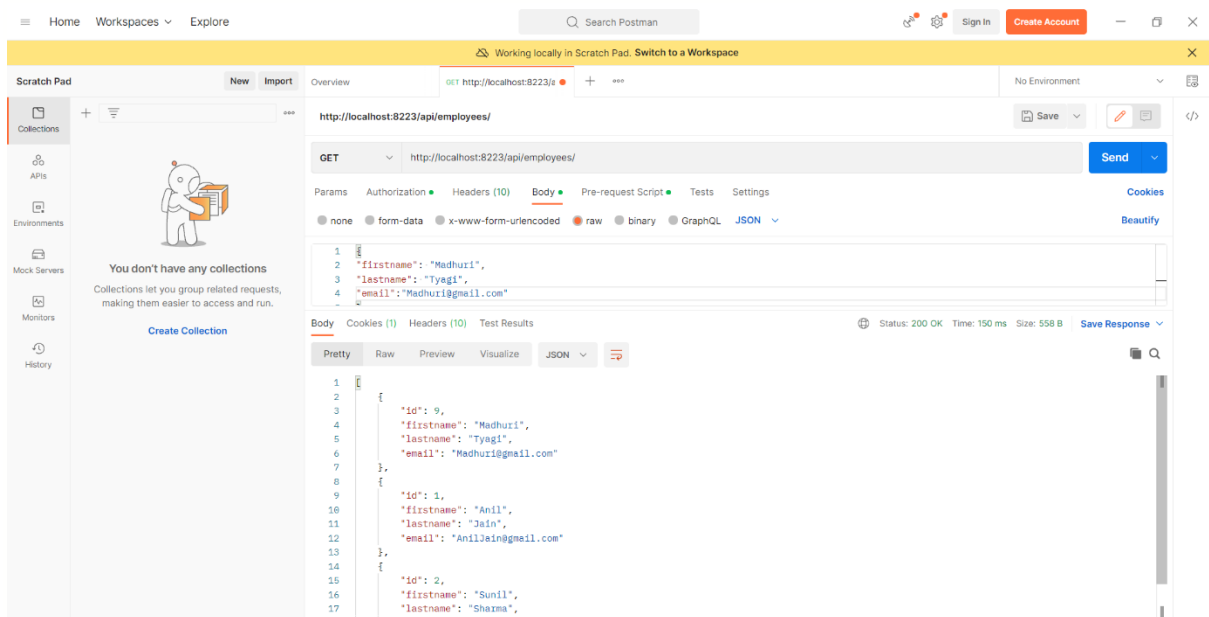 Home Workspaces Explore Search Postman Sign In Create Account
Working locally in Scratch Pad. Switch to a Workspace
Scratch Pad New Import Overview GET http://localhost:8223/a No Environment
Collections
APIs
Environments
Mock Servers
Monitors
History
You don't have any collections
Collections let you group related requests,
making them easier to access and run.
Create Collection
http://localhost:8223/api/employees/ Save
GET http://localhost:8223/api/employees/ Send
Params Authorization Headers (10) Body Pre-request Script Tests Settings Cookies
none form-data x-www-form-urlencoded raw binary GraphQL JSON Beautify
1 {
2 "firstname": "Madhuri",
3 "lastname": "Tyagi",
4 "email":"Madhuri@gmail.com"
Body Cookies (1) Headers (10) Test Results Status: 200 OK Time: 150 ms Size: 558 B Save Response
Pretty Raw Preview Visualize JSON
1 [
2 {
3 "id": 9,
4 "firstname": "Madhuri",
5 "lastname": "Tyagi",
6 "email": "Madhuri@gmail.com"
7 },
8 {
9 "id": 1,
10 "firstname": "Anil",
11 "lastname": "Jain",
12 "email": "AnilJain@gmail.com"
13 },
14 {
15 "id": 2,
16 "firstname": "Sunil",
17 "lastname": "Sharma",